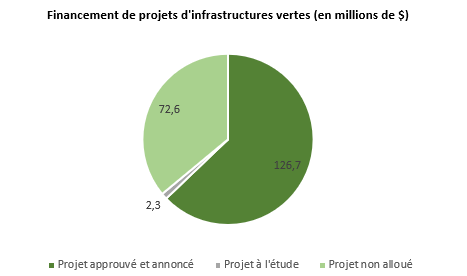 Financement de projets d'infrastructures vertes (en millions de $)
72,6
126,7
2,3
Projet approuvé et annoncé Projet à l'étude Projet non alloué